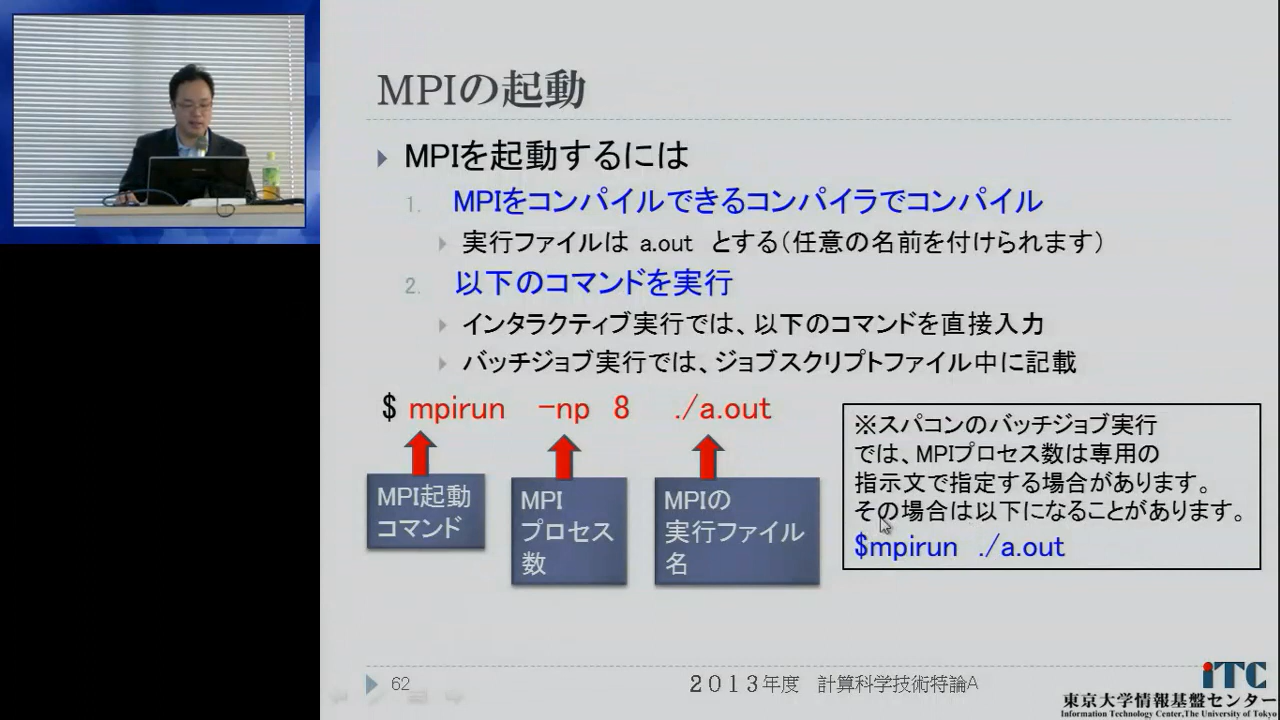 MPIの起動
MPIを起動するには
1. MPIをコンパイルできるコンパイラでコンパイル
実行ファイルは a.out とする(任意の名前を付けられます)
2. 以下のコマンドを実行
インタラクティブ実行では、以下のコマンドを直接入力
バッチジョブ実行では、ジョブスクリプトファイル中に記載
$ mpirun -np 8 ./a.out
MPI起動
コマンド
MPI
プロセス
数
MPIの
実行ファイル
名
※スパコンのバッチジョブ実行
では、MPIプロセス数は専用の
指示文で指定する場合があります。
その場合は以下になることがあります。
$mpirun ./a.out
62
2013年度 計算科学技術特論A
iTC
東京大学情報基盤センター
Information Technology Center,The University of Tokyo